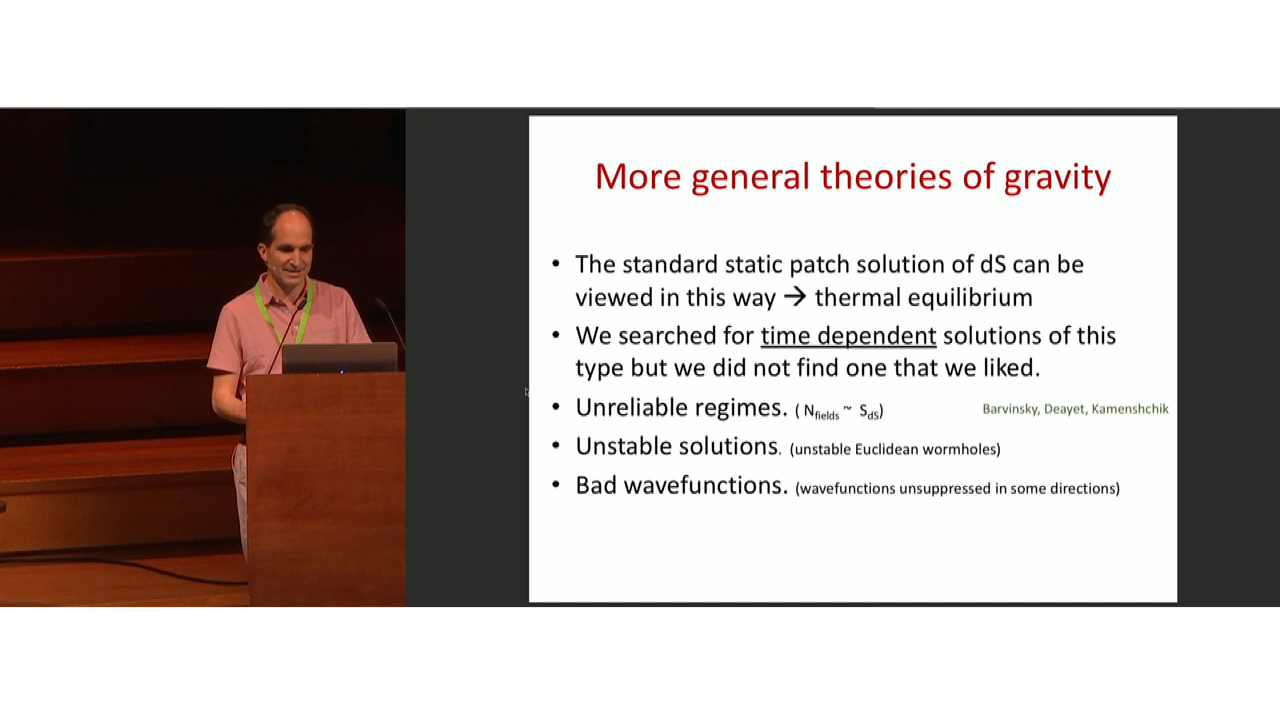 More general theories of gravity
• The standard static patch solution of dS can be
viewed in this way → thermal equilibrium
• We searched for time dependent solutions of this
type but we did not find one that we liked.
• Unreliable regimes. ( Nfields ~ SdS) Barvinsky, Deayet, Kamenshchik
• Unstable solutions. (unstable Euclidean wormholes)
• Bad wavefunctions. (wavefunctions unsuppressed in some directions)